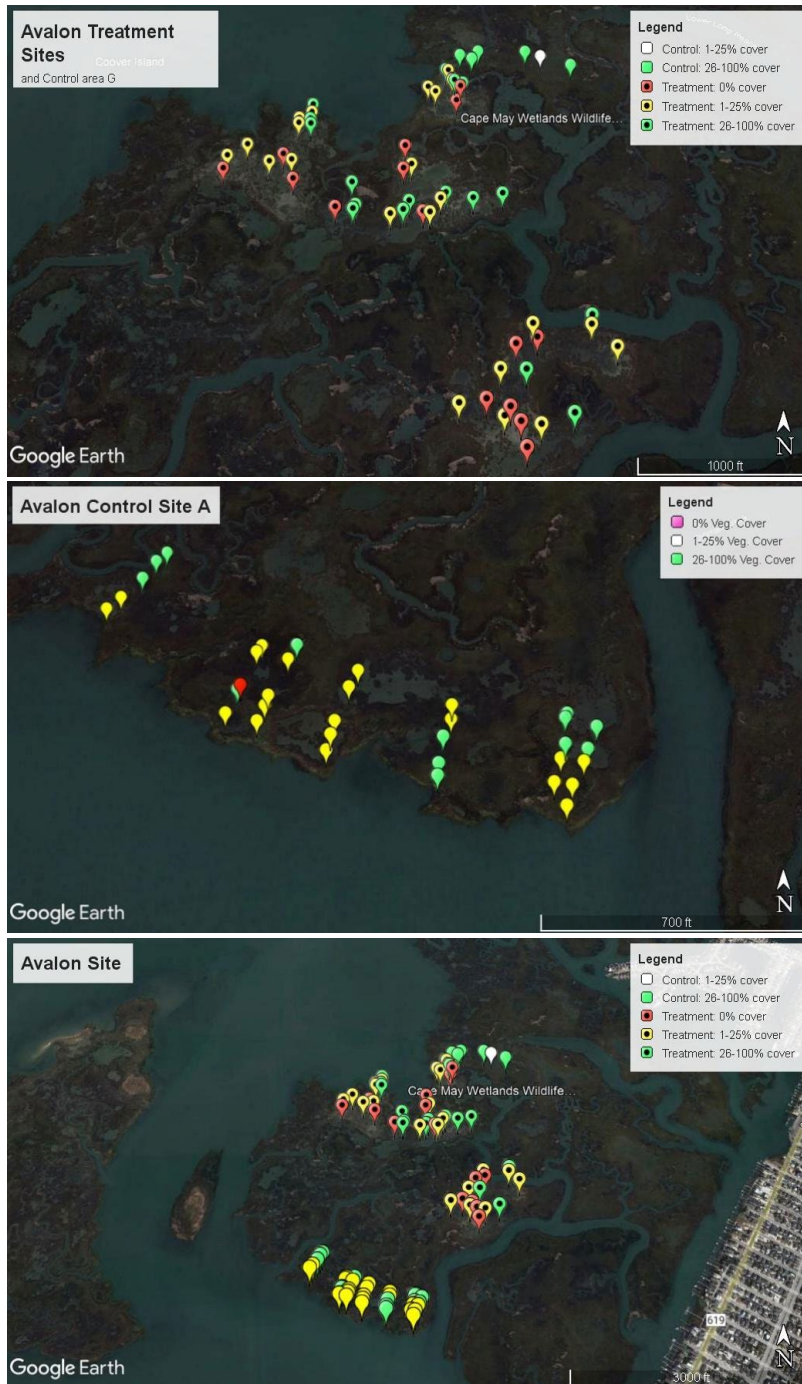 Avalon Treatment
Sites
and Control area G
Coover Island
Legend
Control: 1-25% cover
Control: 26-100% cover
Treatment: 0% cover
Treatment: 1-25% cover
Treatment: 26-100% cover
Cape May Wetlands Wildlife...
Google Earth
N
1000 ft
Avalon Control Site A
Legend
0% Veg. Cover
1-25% Veg. Cover
26-100% Veg. Cover
Google Earth
N
700 ft
Avalon Site
Legend
Control: 1-25% cover
Control: 26-100% cover
Treatment: 0% cover
Treatment: 1-25% cover
Treatment: 26-100% cover
Cape May Wetlands Wildlife...
619
Google Earth
N
3000 ft